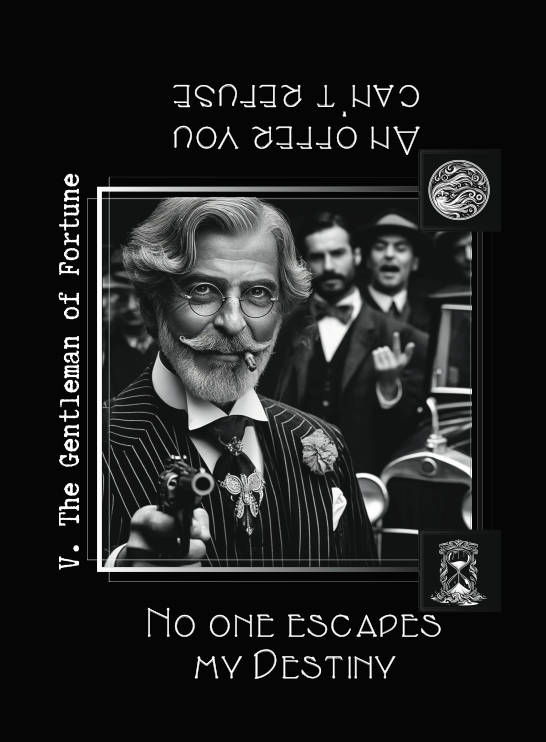 An offer you
can't refuse
V. The Gentleman of Fortune
No one escapes
my Destiny